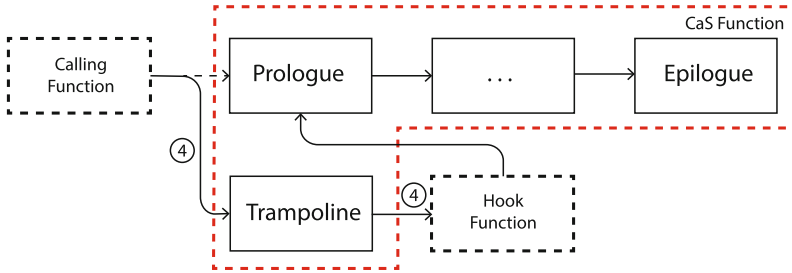 CaS Function
Calling
Function
Prologue
...
Epilogue
4
Trampoline
4
Hook
Function